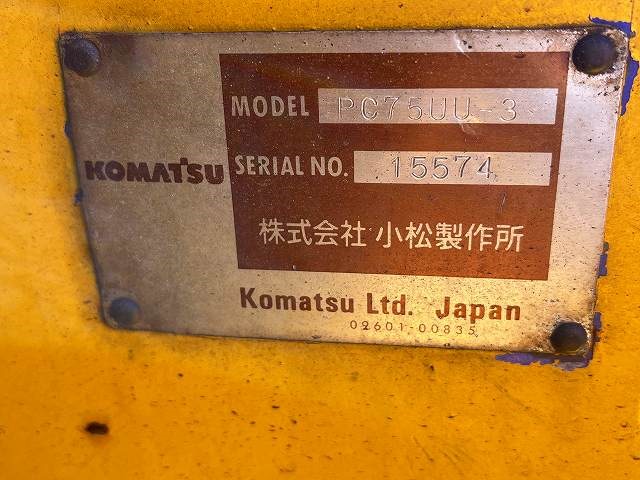 MODEL PC75UU-3
KOMATSU
SERIAL NO. 15574
株式会社 小松製作所
Komatsu Ltd. Japan
02601-00835